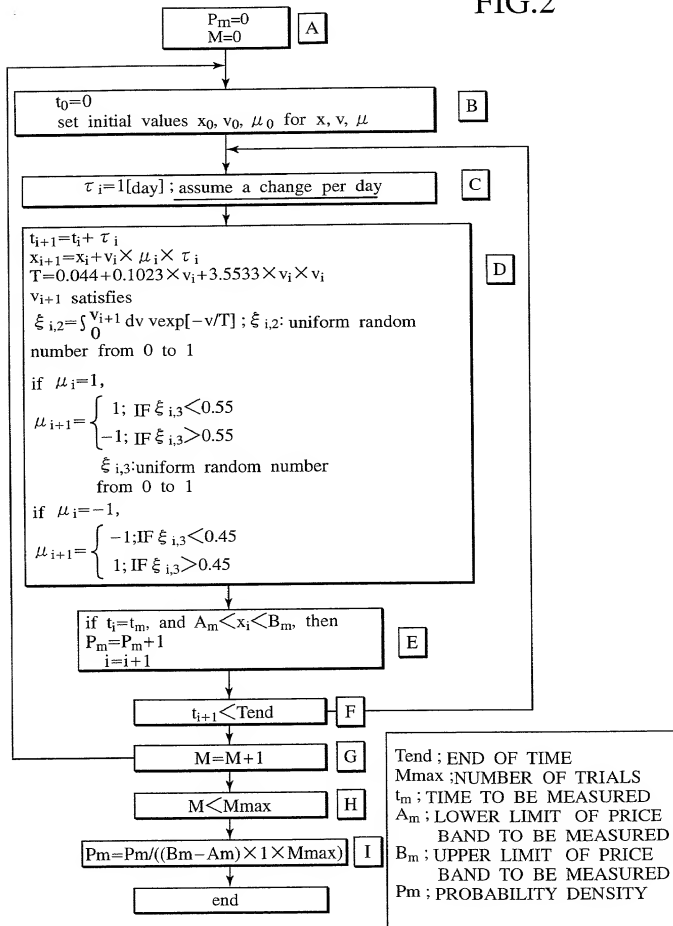 FIG.2
Pm=0
M=0
A
t0=0
set initial values x0, v0, μ0 for x, v, μ
B
τi=1[day] ; assume a change per day
C
ti+1=ti+ τi
xi+1=xi+vi× μi× τi
T=0.044+0.1023×vi+3.5533×vi×vi
vi+1 satisfies
ξi,2=∫0^vi+1 dv vexp[-v/T] ; ξi,2: uniform random
number from 0 to 1
if μi=1,
μi+1={ 1; IF ξi,3<0.55
-1; IF ξi,3>0.55
ξi,3:uniform random number
from 0 to 1
if μi=-1,
μi+1={ -1;IF ξi,3<0.45
1; IF ξi,3>0.45
D
if ti=tm, and Am<xi<Bm, then
Pm=Pm+1
i=i+1
E
ti+1<Tend
F
M=M+1
G
M<Mmax
H
Pm=Pm/((Bm-Am)×1×Mmax)
I
end
Tend ; END OF TIME
Mmax ;NUMBER OF TRIALS
tm ; TIME TO BE MEASURED
Am ; LOWER LIMIT OF PRICE
BAND TO BE MEASURED
Bm ; UPPER LIMIT OF PRICE
BAND TO BE MEASURED
Pm ; PROBABILITY DENSITY